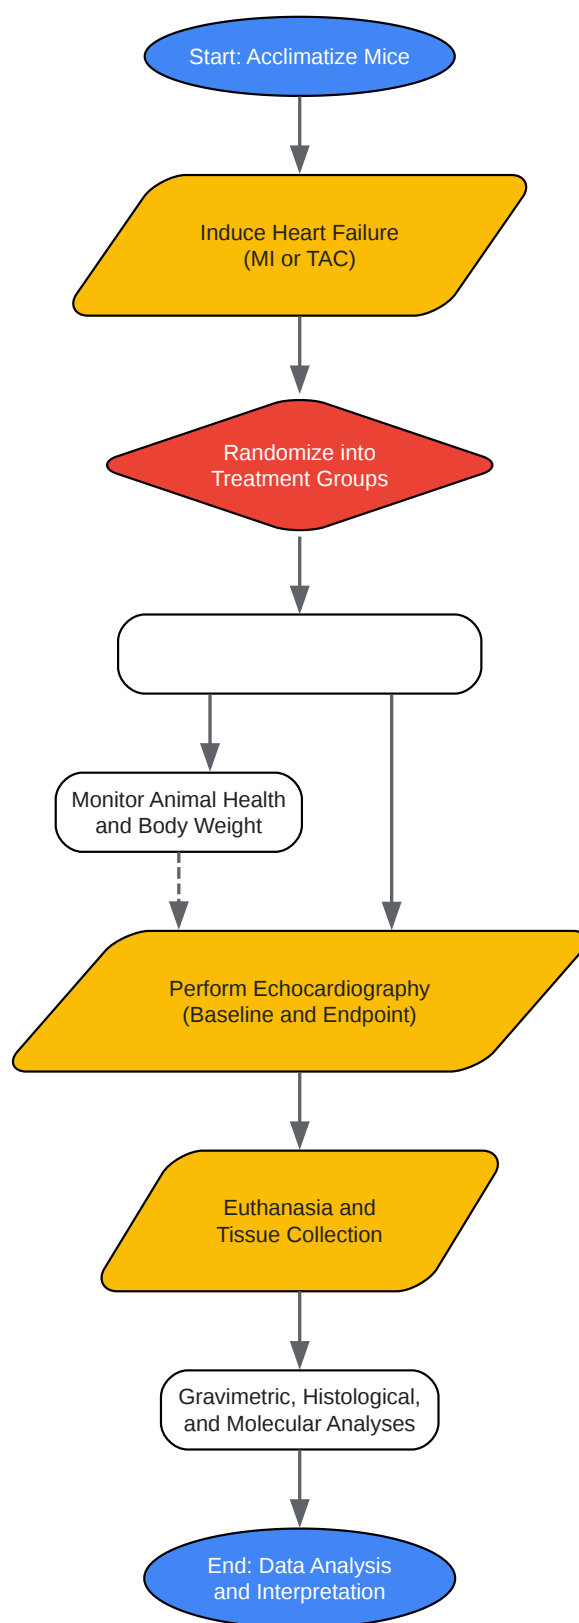 Start: Acclimatize Mice
Induce Heart Failure
(MI or TAC)
Randomize into
Treatment Groups
Monitor Animal Health
and Body Weight
Perform Echocardiography
(Baseline and Endpoint)
Euthanasia and
Tissue Collection
Gravimetric, Histological,
and Molecular Analyses
End: Data Analysis
and Interpretation